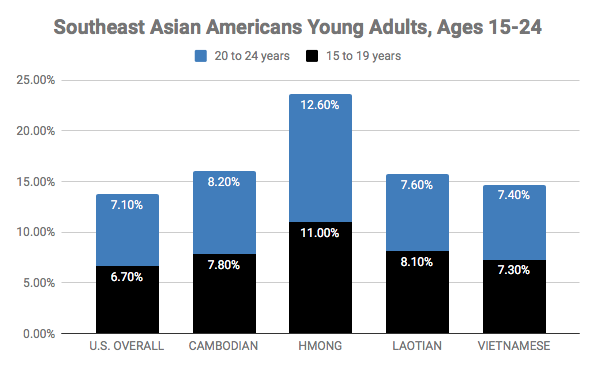 Southeast Asian Americans Young Adults, Ages 15-24
20 to 24 years 15 to 19 years
25.00%
20.00%
15.00%
10.00%
5.00%
0.00%
7.10% 8.20% 12.60% 7.60% 7.40%
6.70% 7.80% 11.00% 8.10% 7.30%
U.S. OVERALL CAMBODIAN HMONG LAOTIAN VIETNAMESE